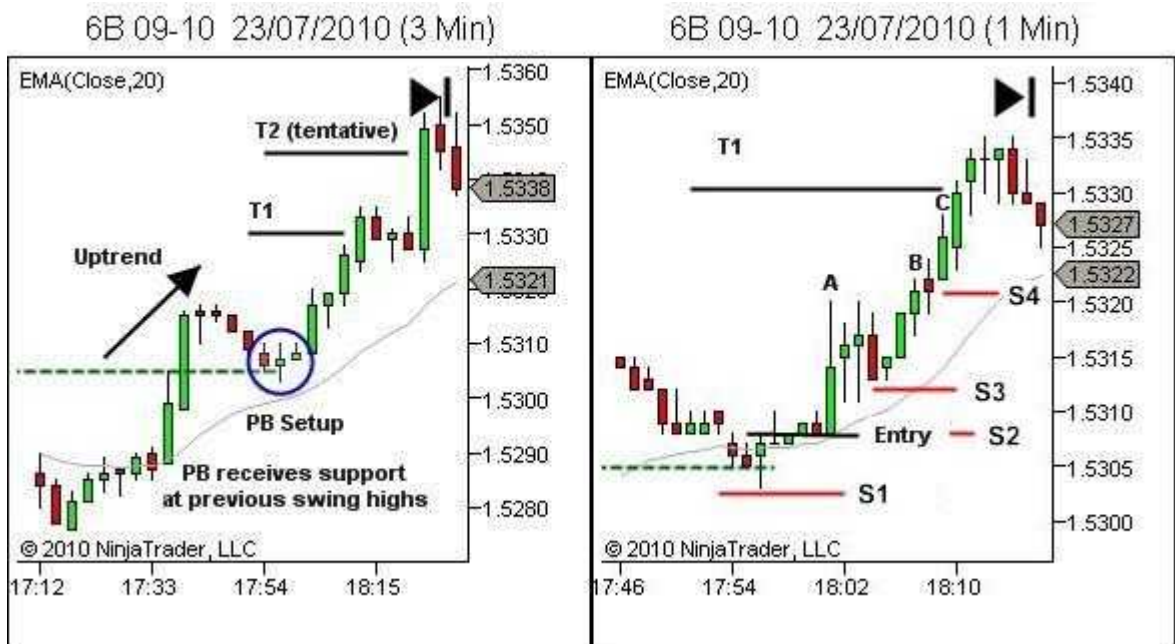 6B 09-10 23/07/2010 (3 Min)
EMA(Close,20)
T2 (tentative)
T1
Uptrend
PB Setup
PB receives support
at previous swing highs
© 2010 NinjaTrader, LLC
1.5360
1.5350
1.5338
1.5330
1.5321
1.5310
1.5300
1.5290
1.5280
17:12
17:33
17:54
18:15
6B 09-10 23/07/2010 (1 Min)
EMA(Close,20)
T1
C
B
A
S4
S3
Entry
S2
S1
© 2010 NinjaTrader, LLC
1.5340
1.5335
1.5330
1.5327
1.5325
1.5322
1.5320
1.5315
1.5310
1.5305
1.5300
17:46
17:54
18:02
18:10